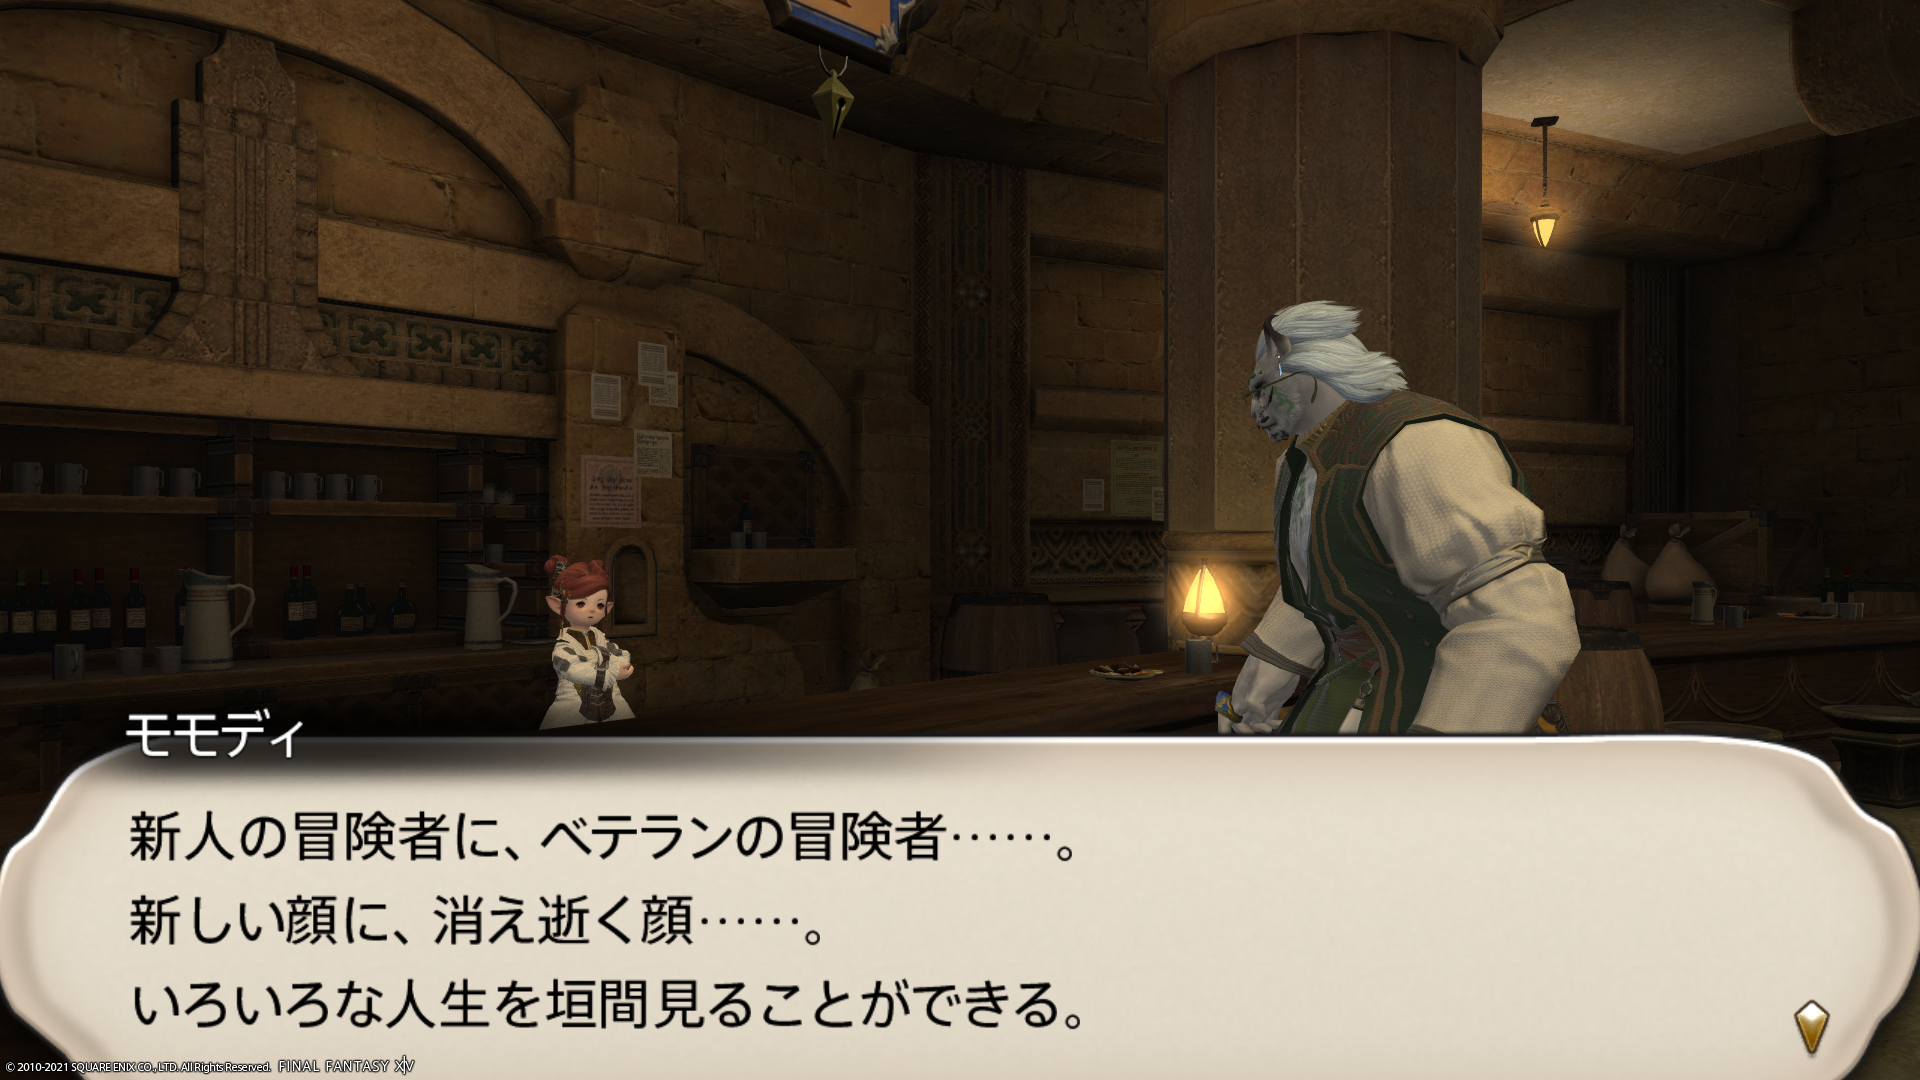 モモディ
新人の冒険者に、ベテランの冒険者……。
新しい顔に、消え逝く顔……。
いろいろな人生を垣間見ることができる。
© 2010-2021 SQUARE ENIX CO., LTD. All Rights Reserved. FINAL FANTASY XIV